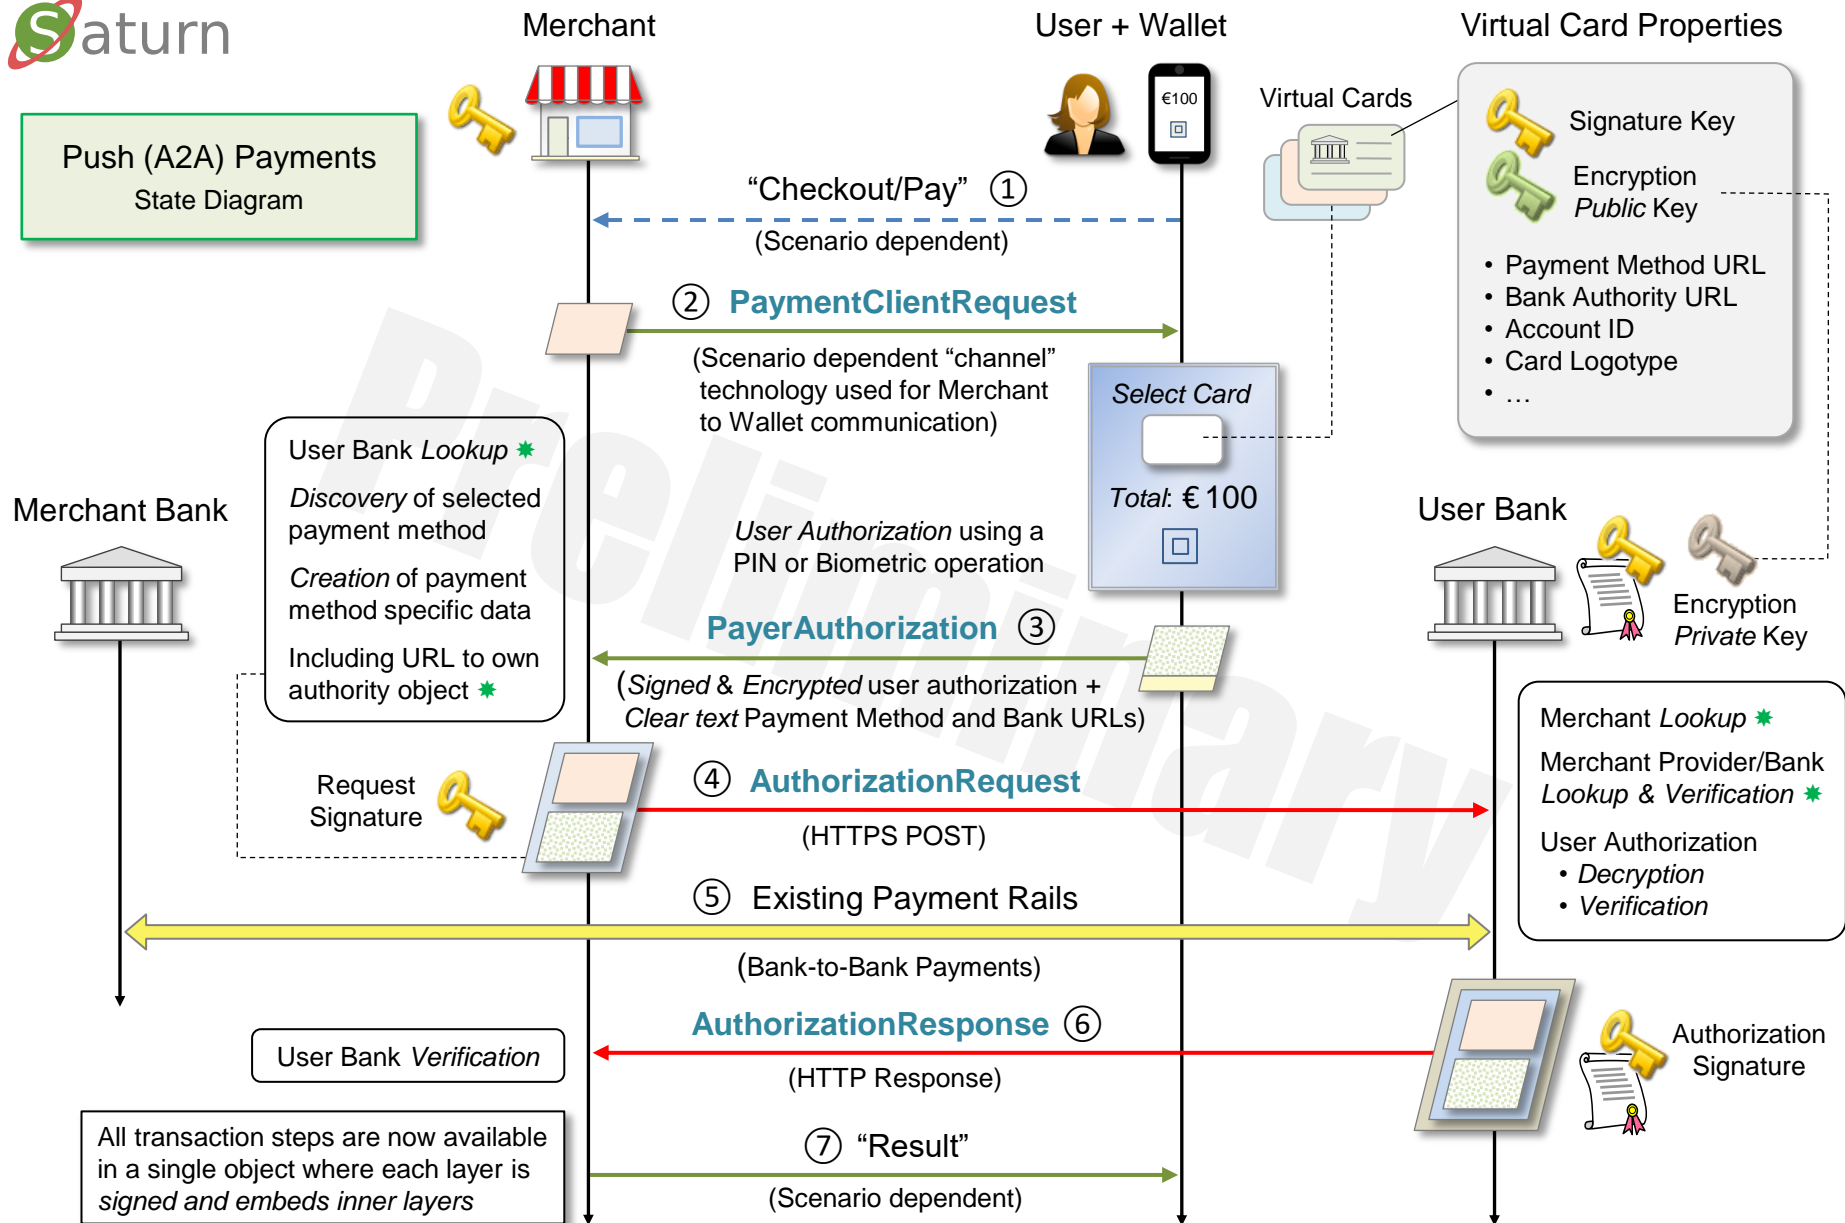 Saturn
Merchant
User + Wallet
Virtual Card Properties
Push (A2A) Payments
State Diagram
€100
Virtual Cards
Signature Key
Encryption
Public Key
• Payment Method URL
• Bank Authority URL
• Account ID
• Card Logotype
• …
“Checkout/Pay” ①
(Scenario dependent)
② PaymentClientRequest
(Scenario dependent “channel”
technology used for Merchant
to Wallet communication)
Select Card
Total: € 100
User Authorization using a
PIN or Biometric operation
User Bank Lookup ✷
Discovery of selected
payment method
Creation of payment
method specific data
Including URL to own
authority object ✷
Merchant Bank
User Bank
Encryption
Private Key
PayerAuthorization ③
(Signed & Encrypted user authorization +
Clear text Payment Method and Bank URLs)
Merchant Lookup ✷
Merchant Provider/Bank
Lookup & Verification ✷
User Authorization
• Decryption
• Verification
Request
Signature
④ AuthorizationRequest
(HTTPS POST)
⑤ Existing Payment Rails
(Bank-to-Bank Payments)
AuthorizationResponse ⑥
(HTTP Response)
User Bank Verification
Authorization
Signature
All transaction steps are now available
in a single object where each layer is
signed and embeds inner layers
⑦ “Result”
(Scenario dependent)
Preliminary